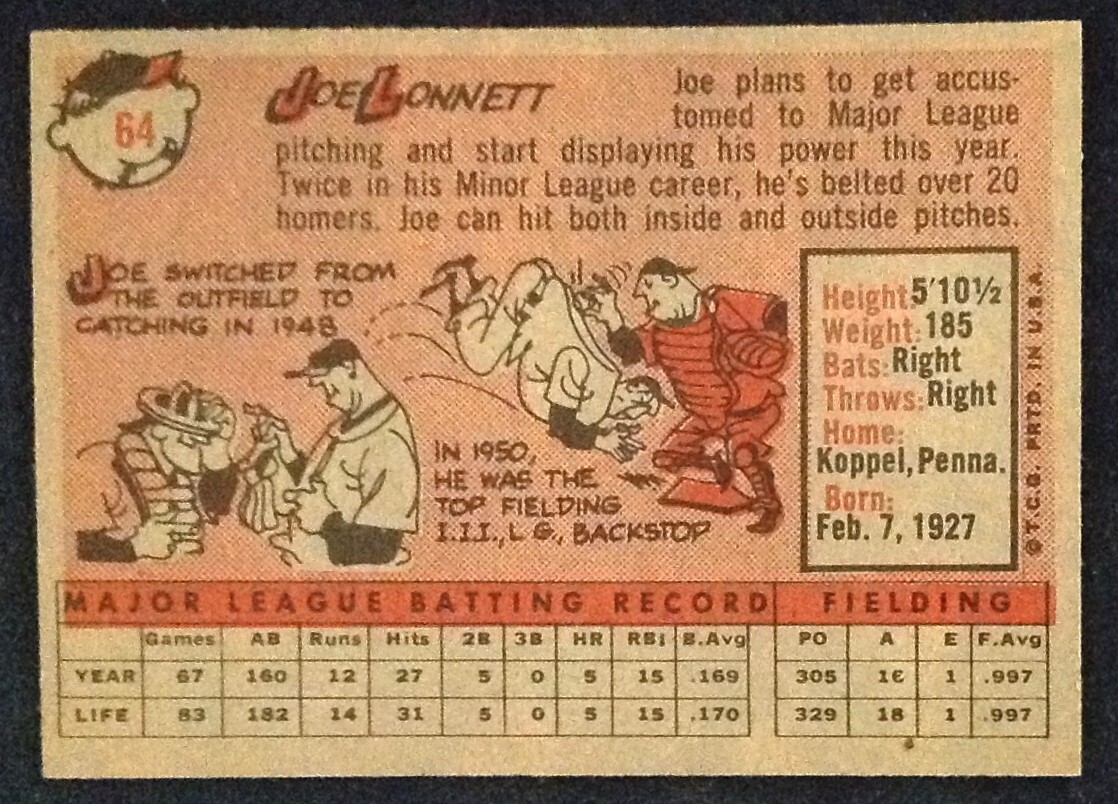 64
JOE LONNETT
Joe plans to get accus-
tomed to Major League
pitching and start displaying his power this year.
Twice in his Minor League career, he's belted over 20
homers. Joe can hit both inside and outside pitches.
JOE SWITCHED FROM
THE OUTFIELD TO
CATCHING IN 1948
IN 1950,
HE WAS THE
TOP FIELDING
I.I.I., L G., BACKSTOP
Height: 5'10½
Weight: 185
Bats: Right
Throws: Right
Home:
Koppel, Penna.
Born:
Feb. 7, 1927
© T.C.G. PRTD. IN U.S.A.
MAJOR LEAGUE BATTING RECORD FIELDING
Games AB Runs Hits 2B 3B HR RBI B.Avg PO A E F.Avg
YEAR 67 160 12 27 5 0 5 15 .169 305 16 1 .997
LIFE 83 182 14 31 5 0 5 15 .170 329 18 1 .997